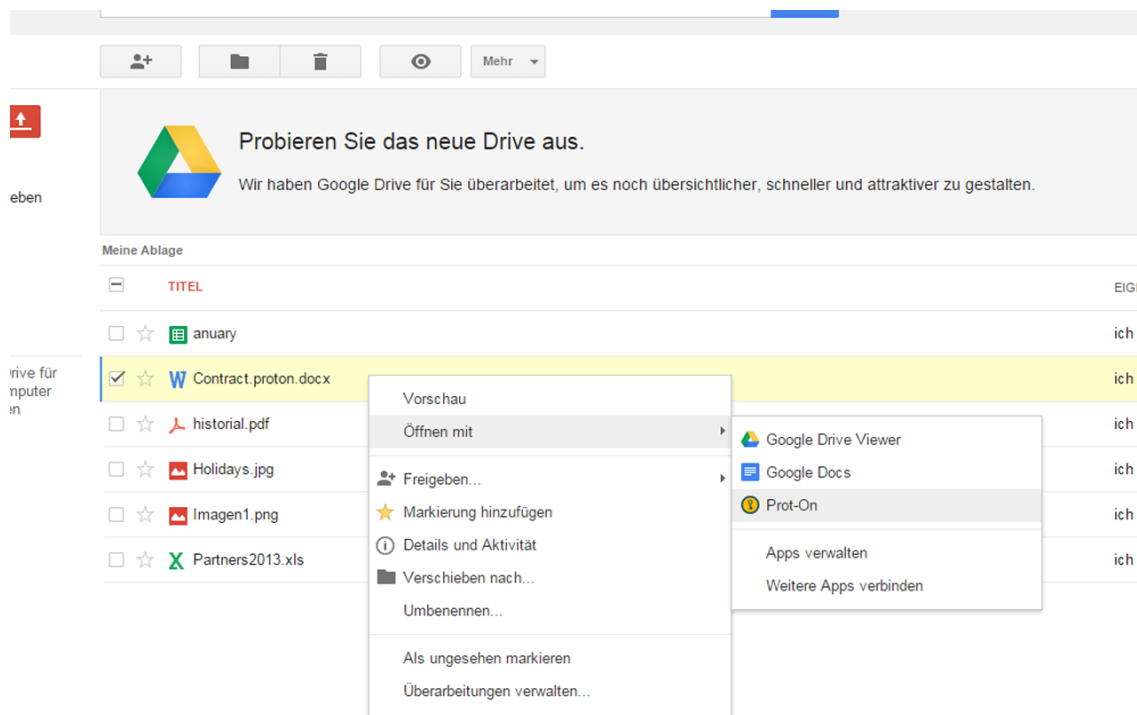 Mehr
Probieren Sie das neue Drive aus.
Wir haben Google Drive für Sie überarbeitet, um es noch übersichtlicher, schneller und attraktiver zu gestalten.
eben
Meine Ablage
TITEL
EIG
anuary
ich
rive für
mputer
en
Contract.proton.docx
ich
historial.pdf
ich
Holidays.jpg
ich
Imagen1.png
ich
Partners2013.xls
ich
Vorschau
Öffnen mit
Freigeben...
Markierung hinzufügen
Details und Aktivität
Verschieben nach...
Umbenennen...
Als ungesehen markieren
Überarbeitungen verwalten...
Google Drive Viewer
Google Docs
Prot-On
Apps verwalten
Weitere Apps verbinden